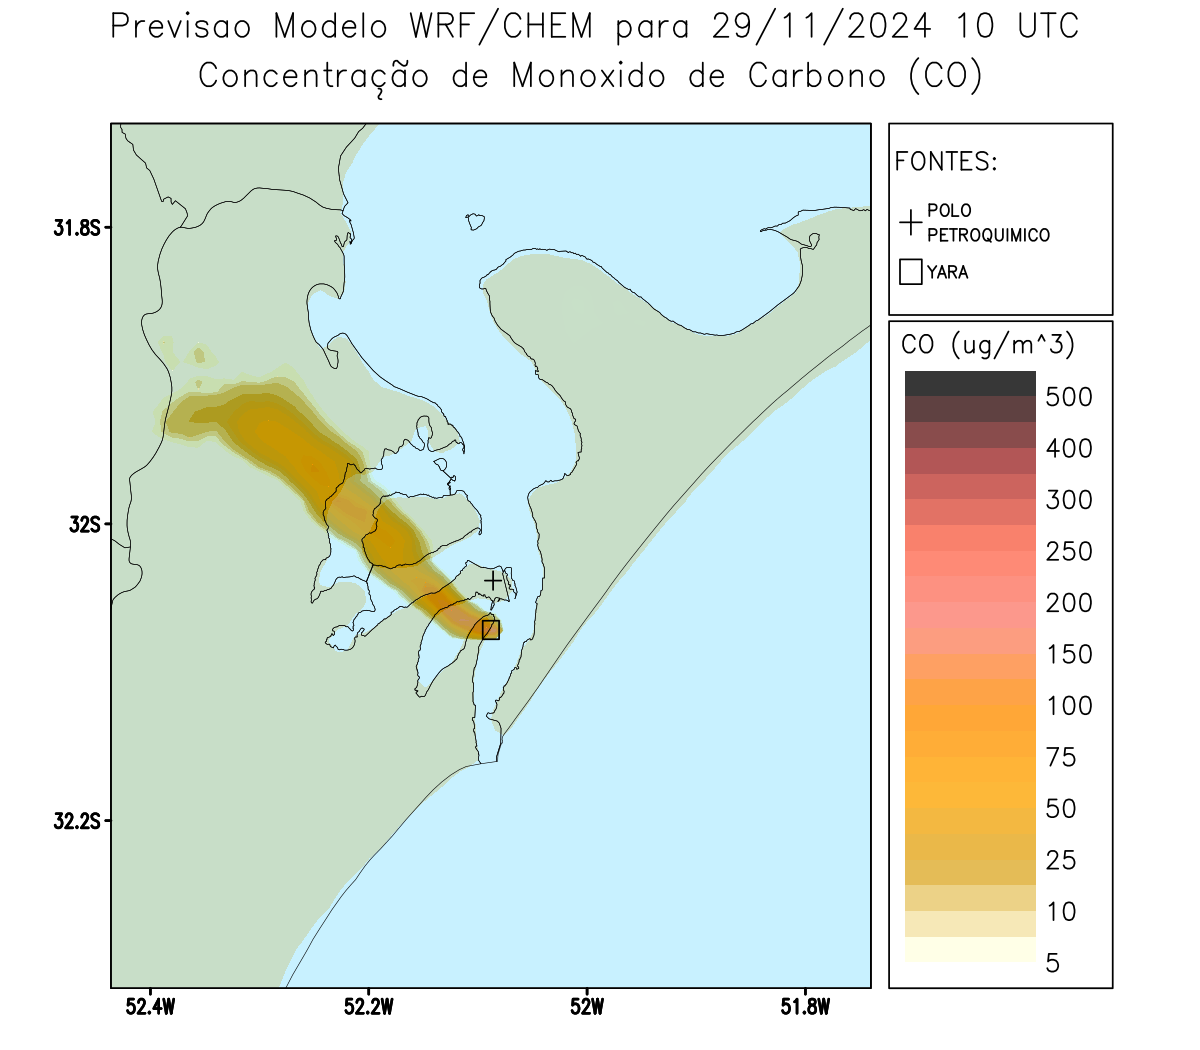 Previsao Modelo WRF/CHEM para 29/11/2024 10 UTC
Concentração de Monoxido de Carbono (CO)
FONTES:
POLO
PETROQUIMICO
YARA
CO (ug/m^3)
500
400
300
250
200
150
100
75
50
25
10
5
31.8S
32S
32.2S
52.4W
52.2W
52W
51.8W